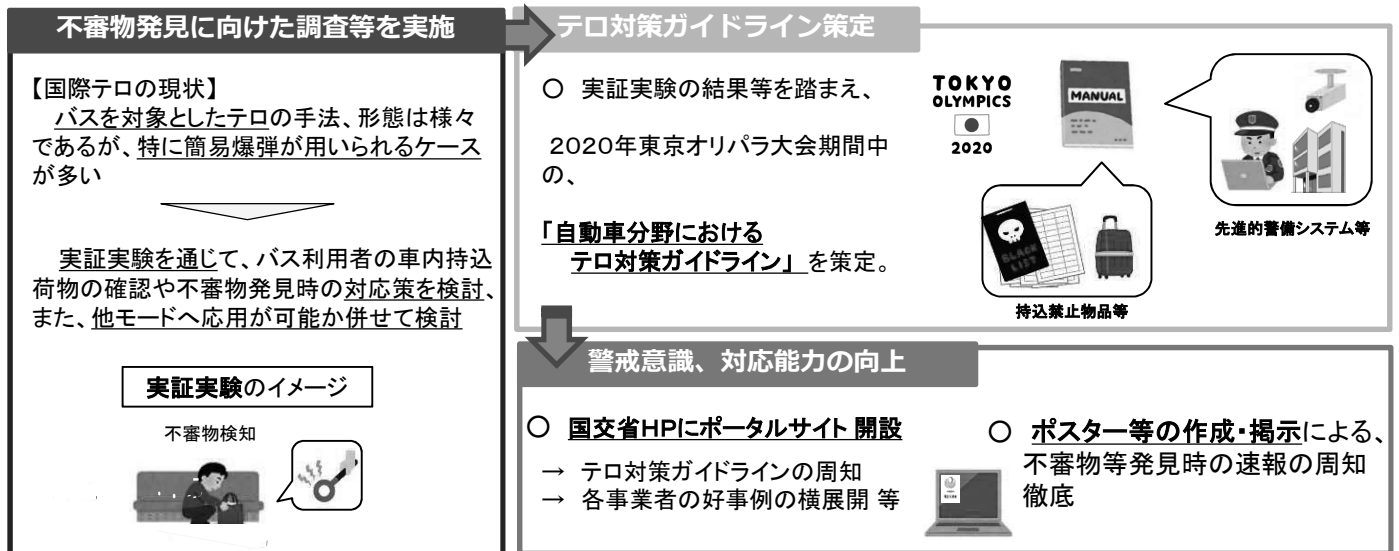 不審物発見に向けた調査等を実施
【国際テロの現状】
バスを対象としたテロの手法、形態は様々
であるが、特に簡易爆弾が用いられるケース
が多い
実証実験を通じて、バス利用者の車内持込
荷物の確認や不審物発見時の対応策を検討、
また、他モードへ応用が可能か併せて検討
実証実験のイメージ
不審物検知
テロ対策ガイドライン策定
○ 実証実験の結果等を踏まえ、
2020年東京オリパラ大会期間中
の、
「自動車分野における
テロ対策ガイドライン」 を策定。
TOKYO
OLYMPICS
2020
MANUAL
BLACK
LIST
持込禁止物品等
先進的警備システム等
警戒意識、対応能力の向上
○ 国交省HPにポータルサイト 開設
→ テロ対策ガイドラインの周知
→ 各事業者の好事例の横展開 等
○ ポスター等の作成・掲示による、
不審物等発見時の速報の周知
徹底